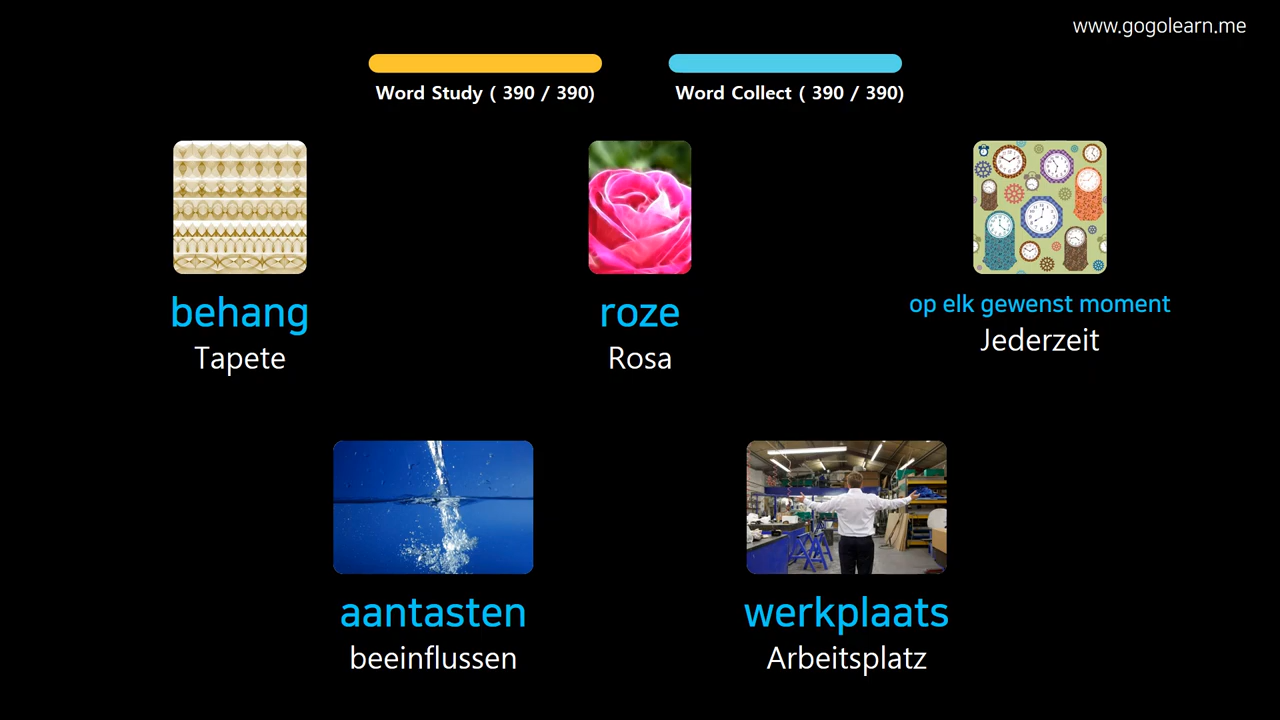 www.gogolearn.me
Word Study ( 390 / 390)
Word Collect ( 390 / 390)
behang
Tapete
roze
Rosa
op elk gewenst moment
Jederzeit
aantasten
beeinflussen
werkplaats
Arbeitsplatz